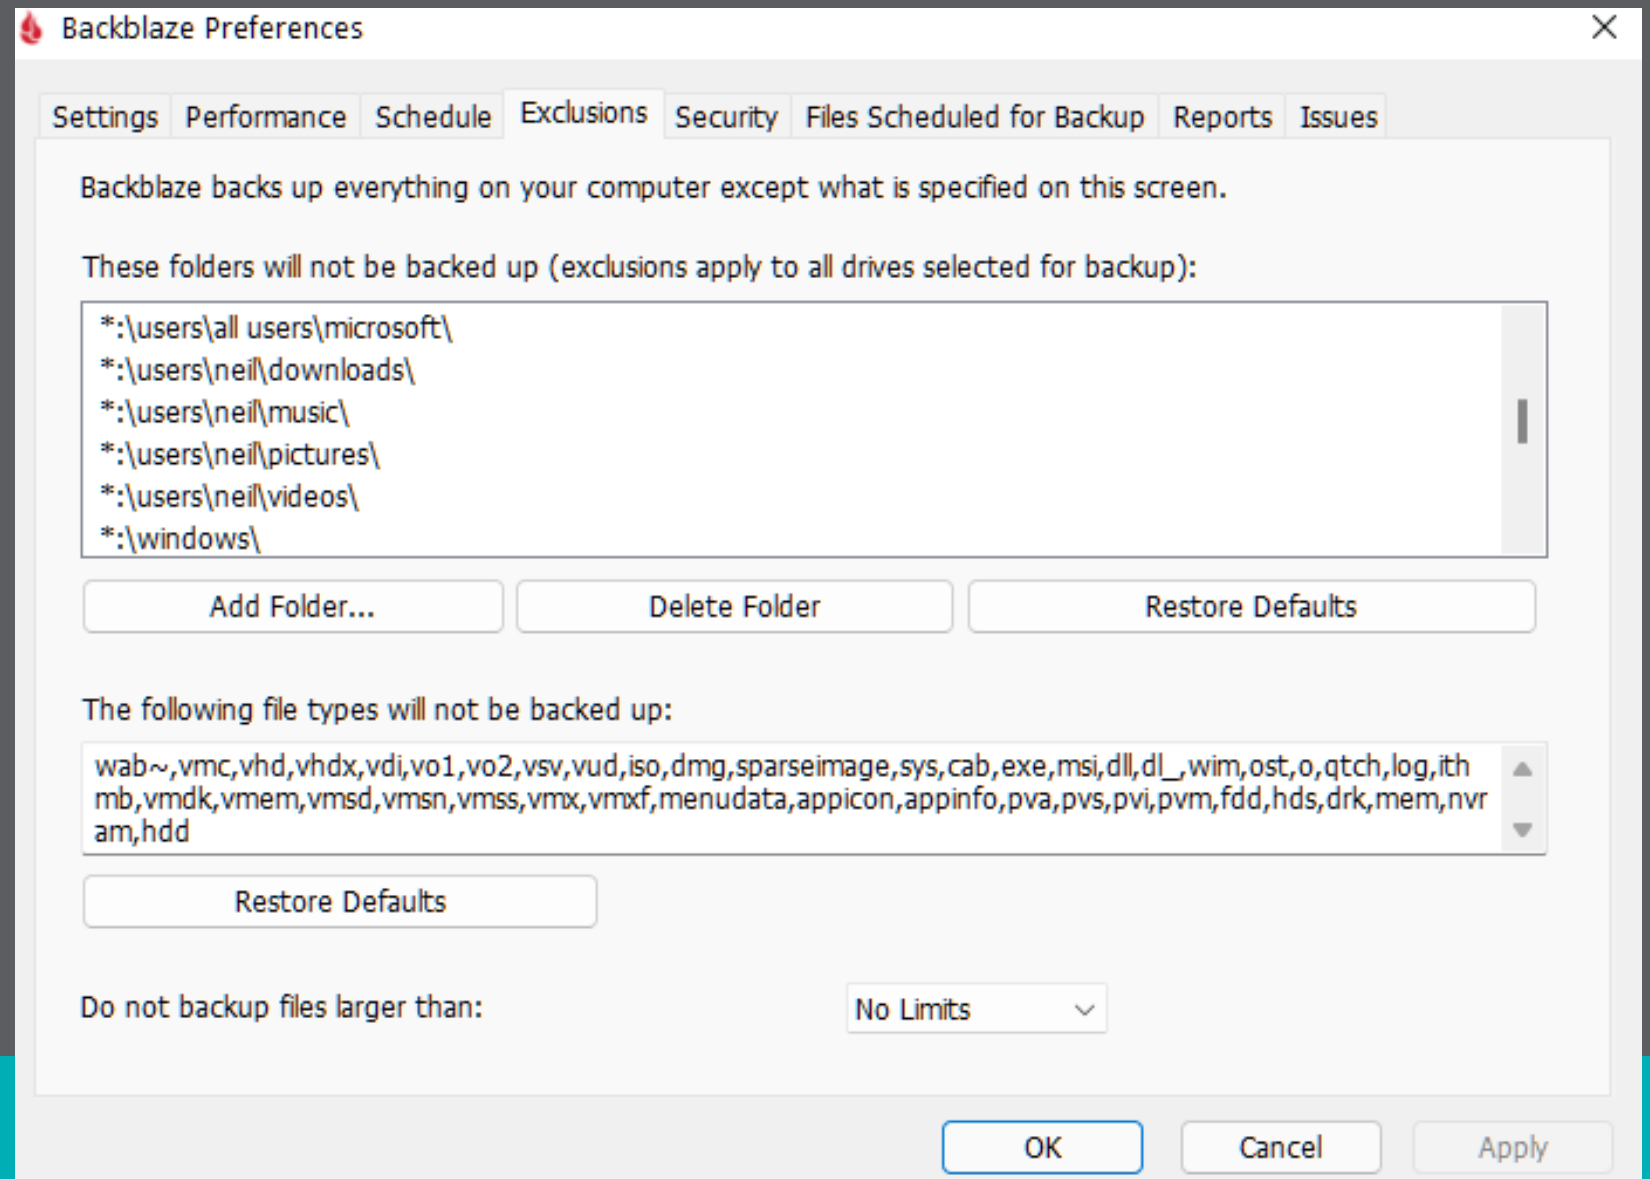 Backblaze Preferences
Settings Performance Schedule Exclusions Security Files Scheduled for Backup Reports Issues
Backblaze backs up everything on your computer except what is specified on this screen.
These folders will not be backed up (exclusions apply to all drives selected for backup):
*:\users\all users\microsoft\
*:\users\neil\downloads\
*:\users\neil\music\
*:\users\neil\pictures\
*:\users\neil\videos\
*:\windows\
Add Folder... Delete Folder Restore Defaults
The following file types will not be backed up:
wab~,vmc,vhd,vhdx,vdi,vo1,vo2,vsv,vud,iso,dmg,sparseimage,sys,cab,exe,msi,dll,dl_,wim,ost,o,qtch,log,ith
mb,vmdk,vmem,vmsd,vmsn,vmss,vmx,vmxf,menudata,appicon,appinfo,pva,pvs,pvi,pvm,fdd,hds,drk,mem,nvr
am,hdd
Restore Defaults
Do not backup files larger than: No Limits
OK Cancel Apply